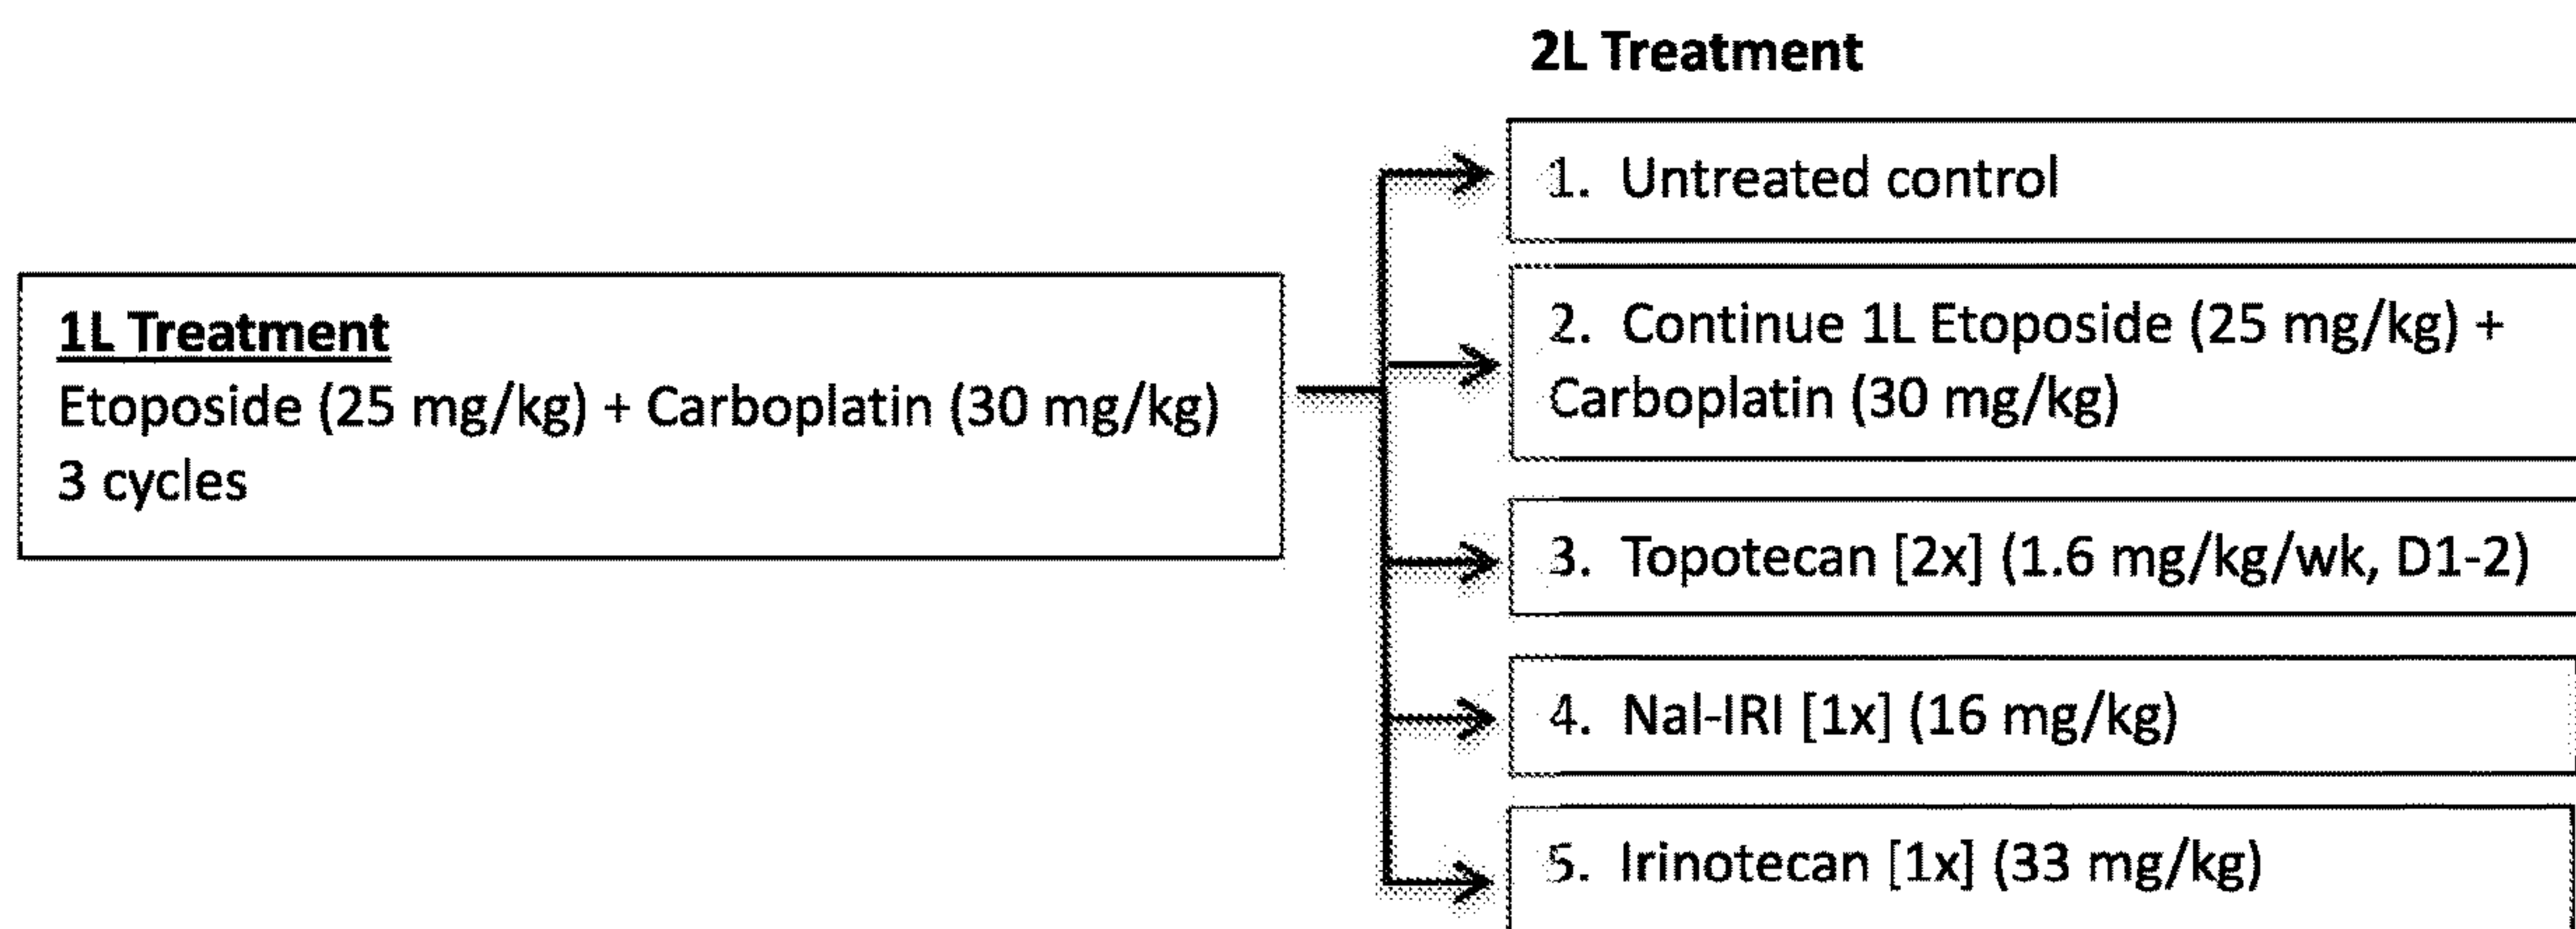 2L Treatment
1. Untreated control
1L Treatment
Etoposide (25 mg/kg) + Carboplatin (30 mg/kg)
3 cycles
2. Continue 1L Etoposide (25 mg/kg) +
Carboplatin (30 mg/kg)
3. Topotecan [2x] (1.6 mg/kg/wk, D1-2)
4. Nal-IRI [1x] (16 mg/kg)
5. Irinotecan [1x] (33 mg/kg)